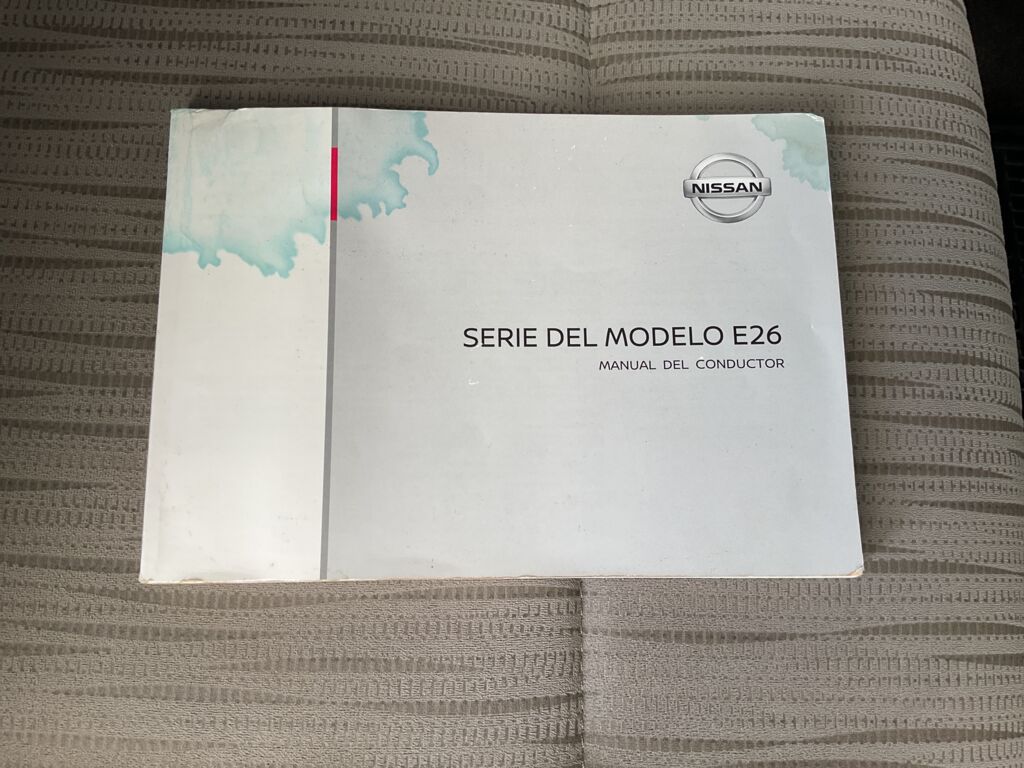 NISSAN
SERIE DEL MODELO E26
MANUAL DEL CONDUCTOR